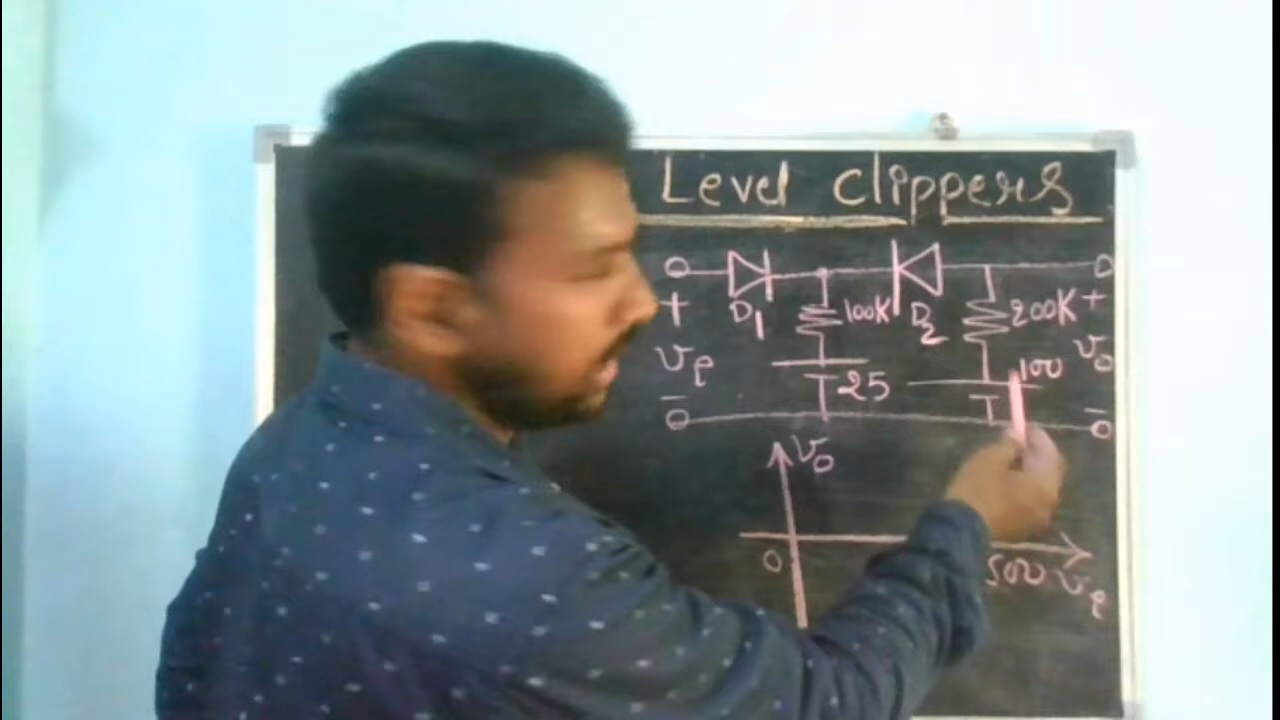 Level Clippers
D1 100K D2 200K +
+ vi 25 100 vo
- -
vo
0 500 vi